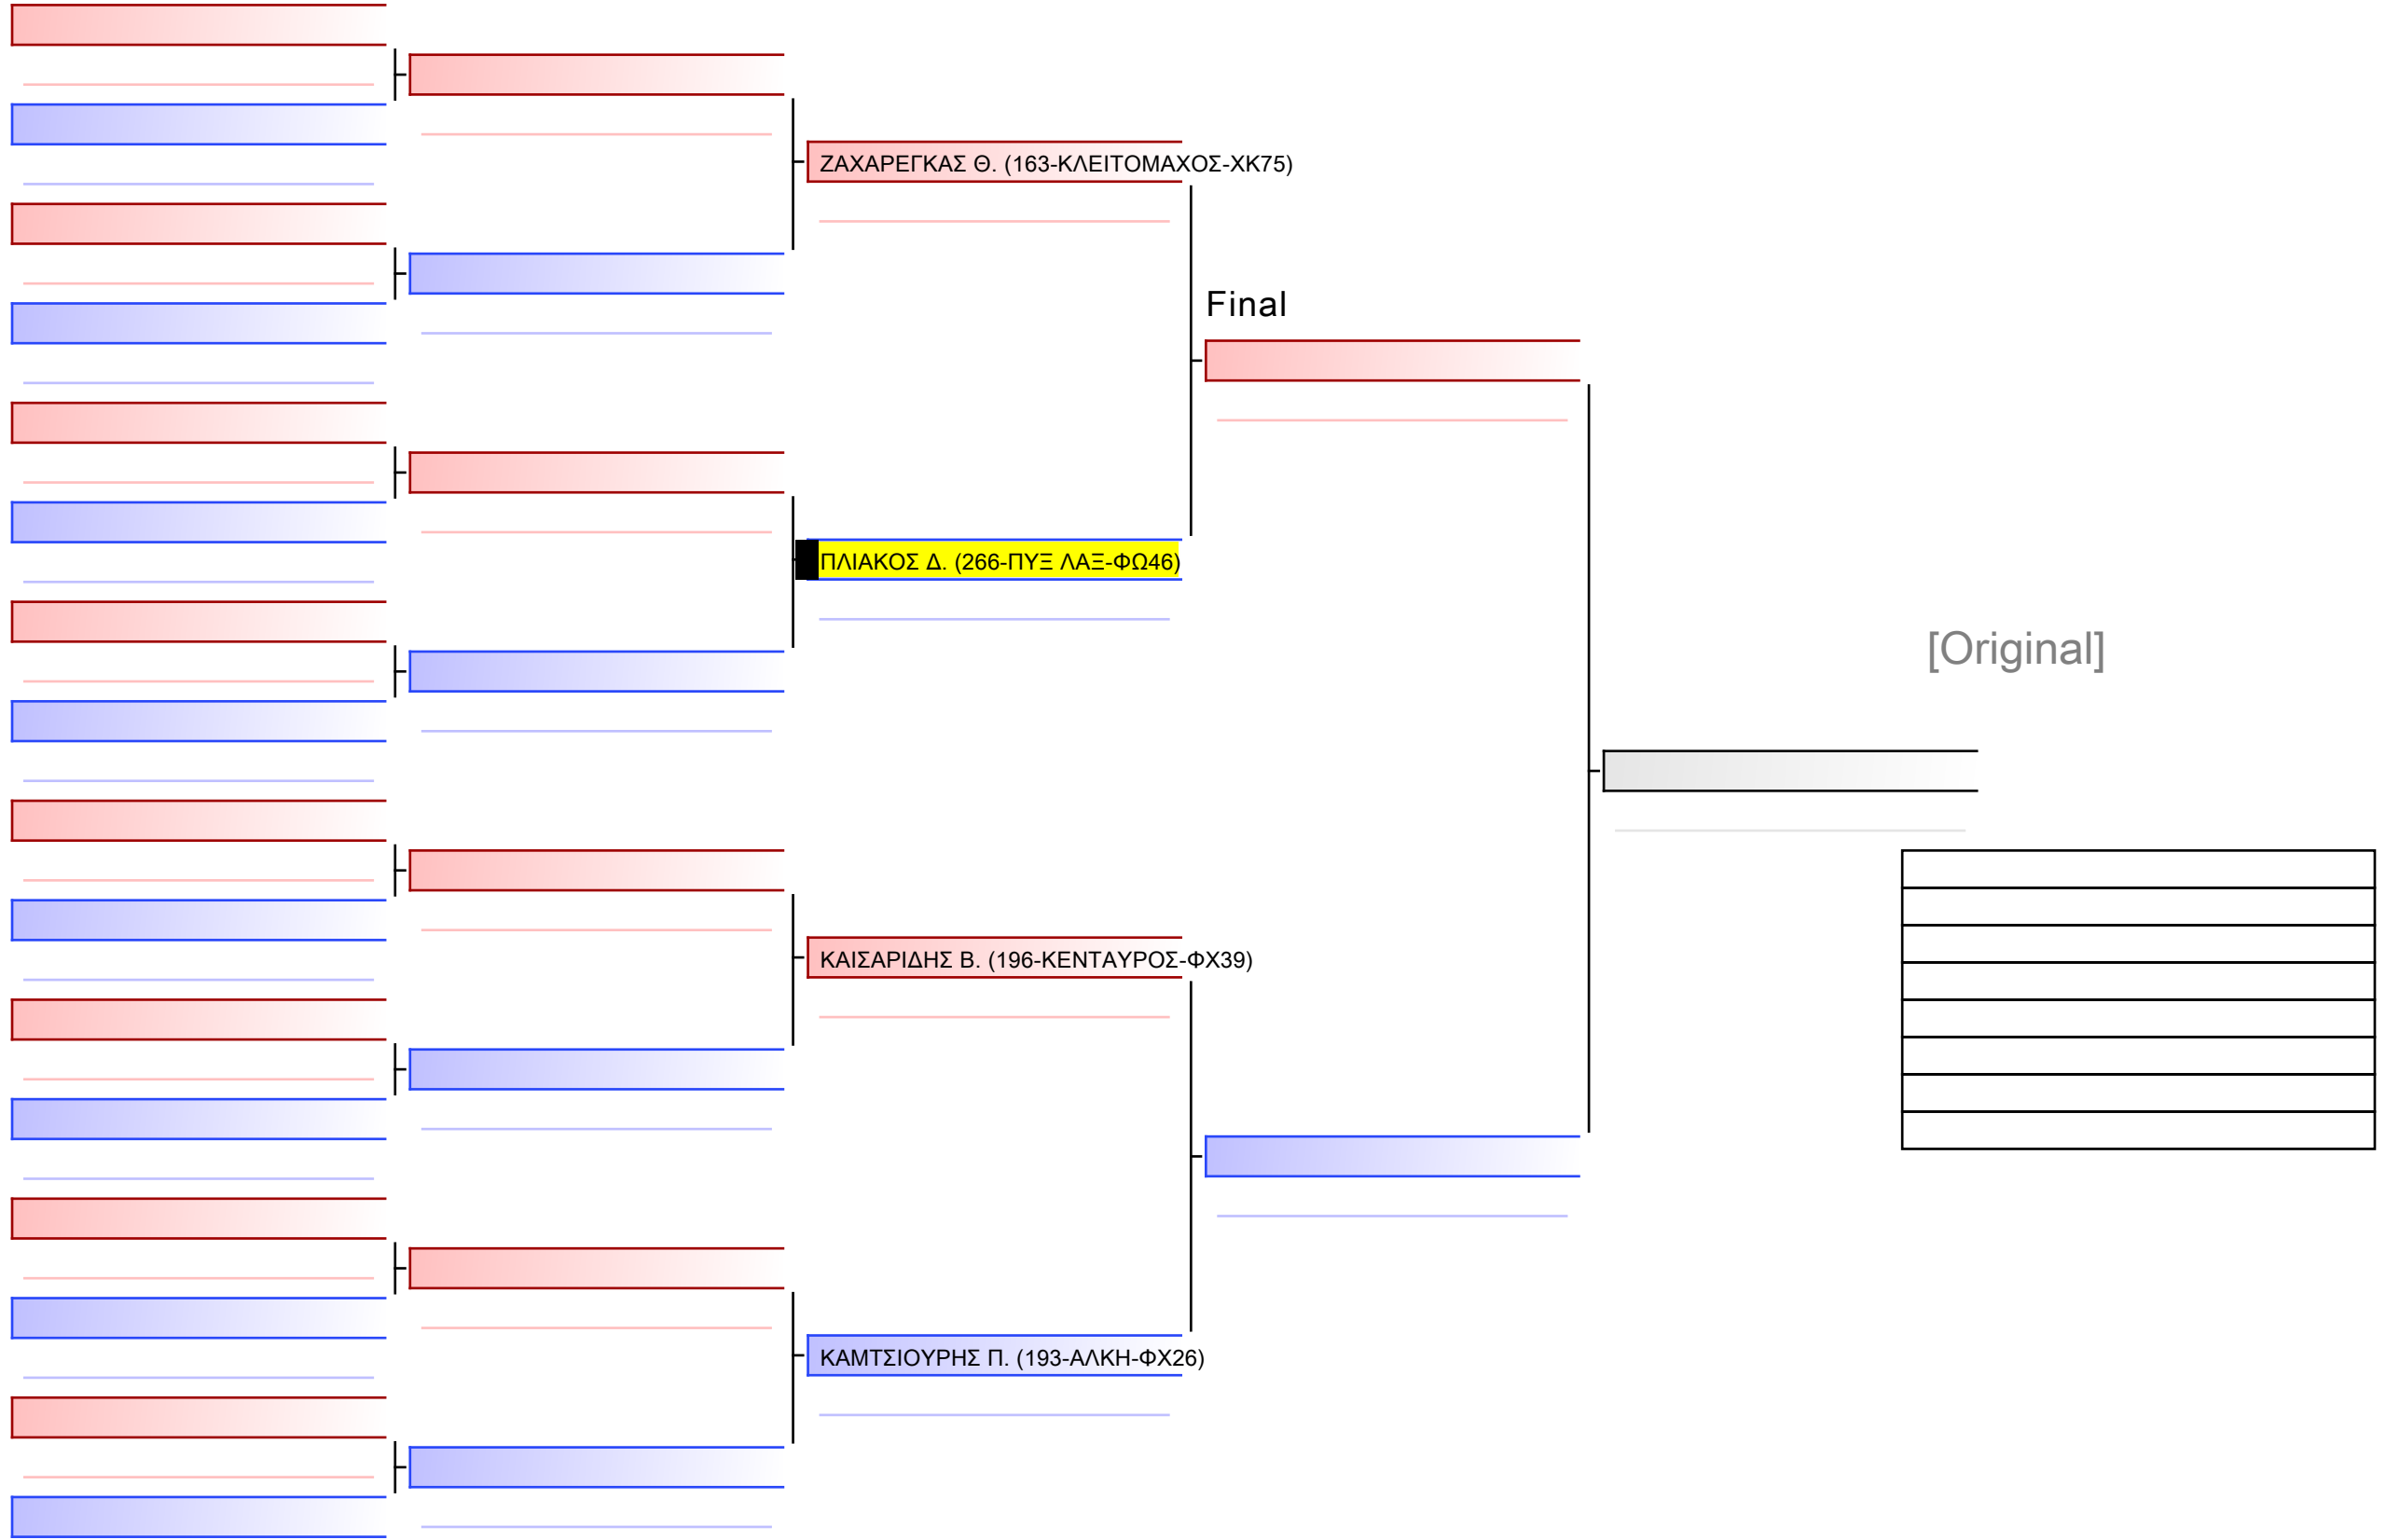 ΖΑΧΑΡΕΓΚΑΣ Θ. (163-ΚΛΕΙΤΟΜΑΧΟΣ-ΧΚ75)
Final
ΠΛΙΑΚΟΣ Δ. (266-ΠΥΞ ΛΑΞ-ΦΩ46)
[Original]
ΚΑΙΣΑΡΙΔΗΣ Β. (196-ΚΕΝΤΑΥΡΟΣ-ΦΧ39)
ΚΑΜΤΣΙΟΥΡΗΣ Π. (193-ΑΛΚΗ-ΦΧ26)